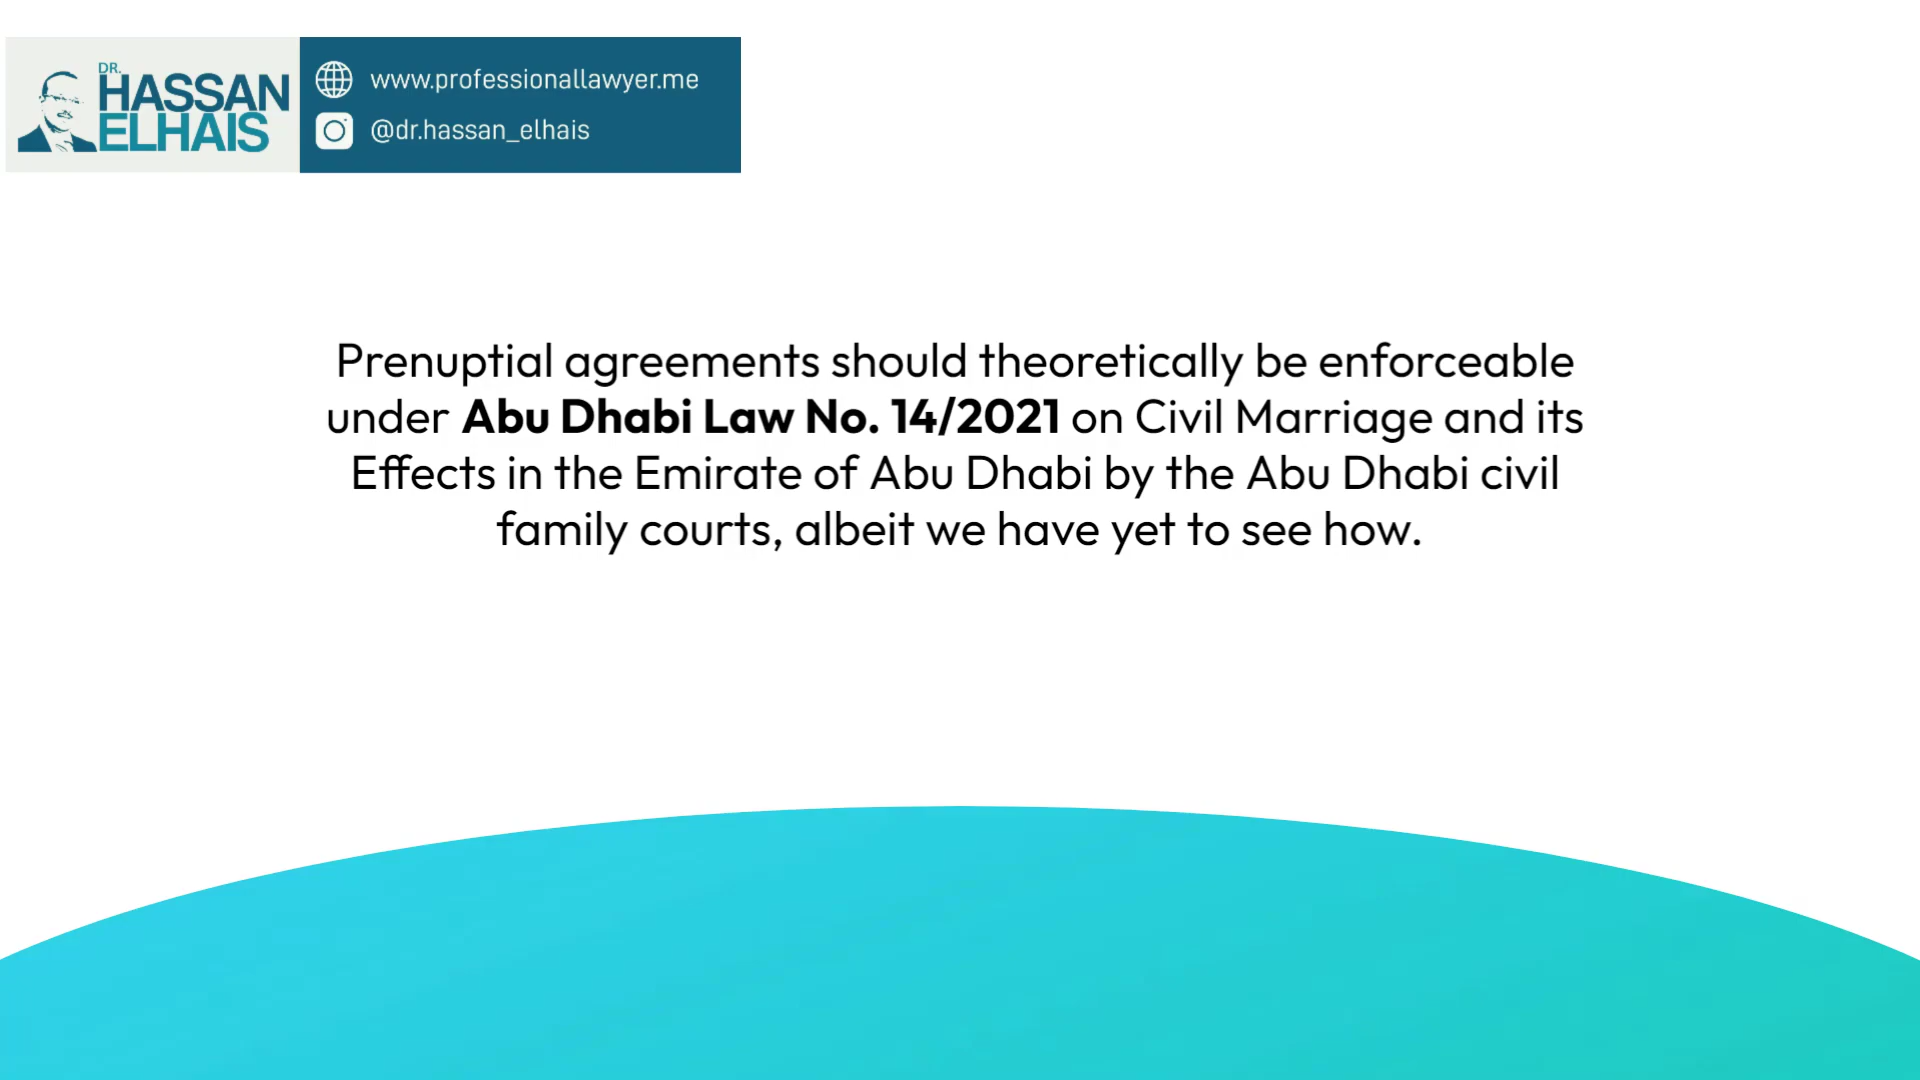 DR.
HASSAN
ELHAIS
www.professionallawyer.me
@dr.hassan_elhais
Prenuptial agreements should theoretically be enforceable
under Abu Dhabi Law No. 14/2021 on Civil Marriage and its
Effects in the Emirate of Abu Dhabi by the Abu Dhabi civil
family courts, albeit we have yet to see how.